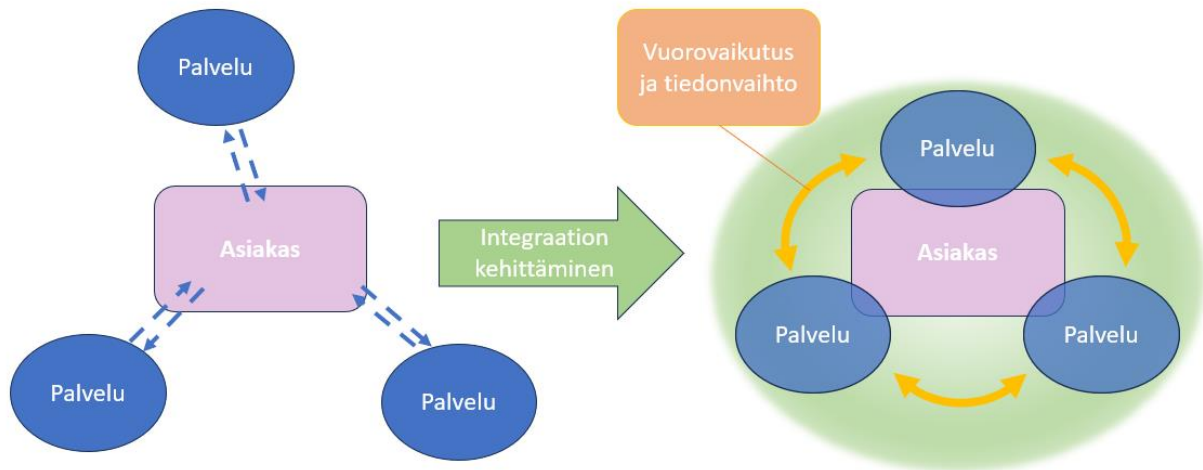 Palvelu
Asiakas
Palvelu
Palvelu
Integraation
kehittäminen
Vuorovaikutus
ja tiedonvaihto
Palvelu
Asiakas
Palvelu
Palvelu